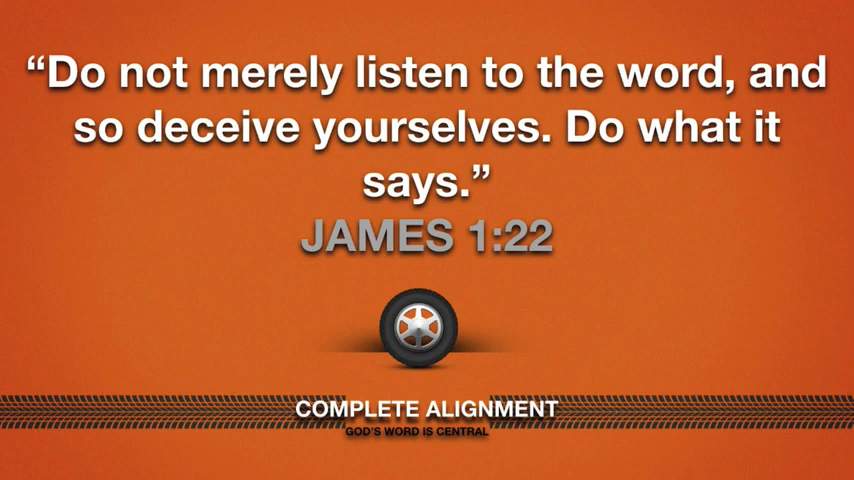 “Do not merely listen to the word, and
so deceive yourselves. Do what it
says.”
JAMES 1:22
COMPLETE ALIGNMENT
GOD'S WORD IS CENTRAL